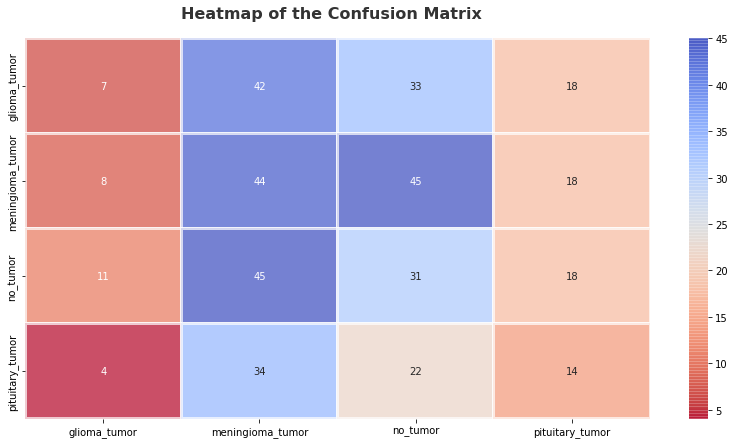 Heatmap of the Confusion Matrix
glioma_tumor
7 42 33 18
meningioma_tumor
8 44 45 18
no_tumor
11 45 31 18
pituitary_tumor
4 34 22 14
glioma_tumor meningioma_tumor no_tumor pituitary_tumor
45
40
35
30
25
20
15
10
5